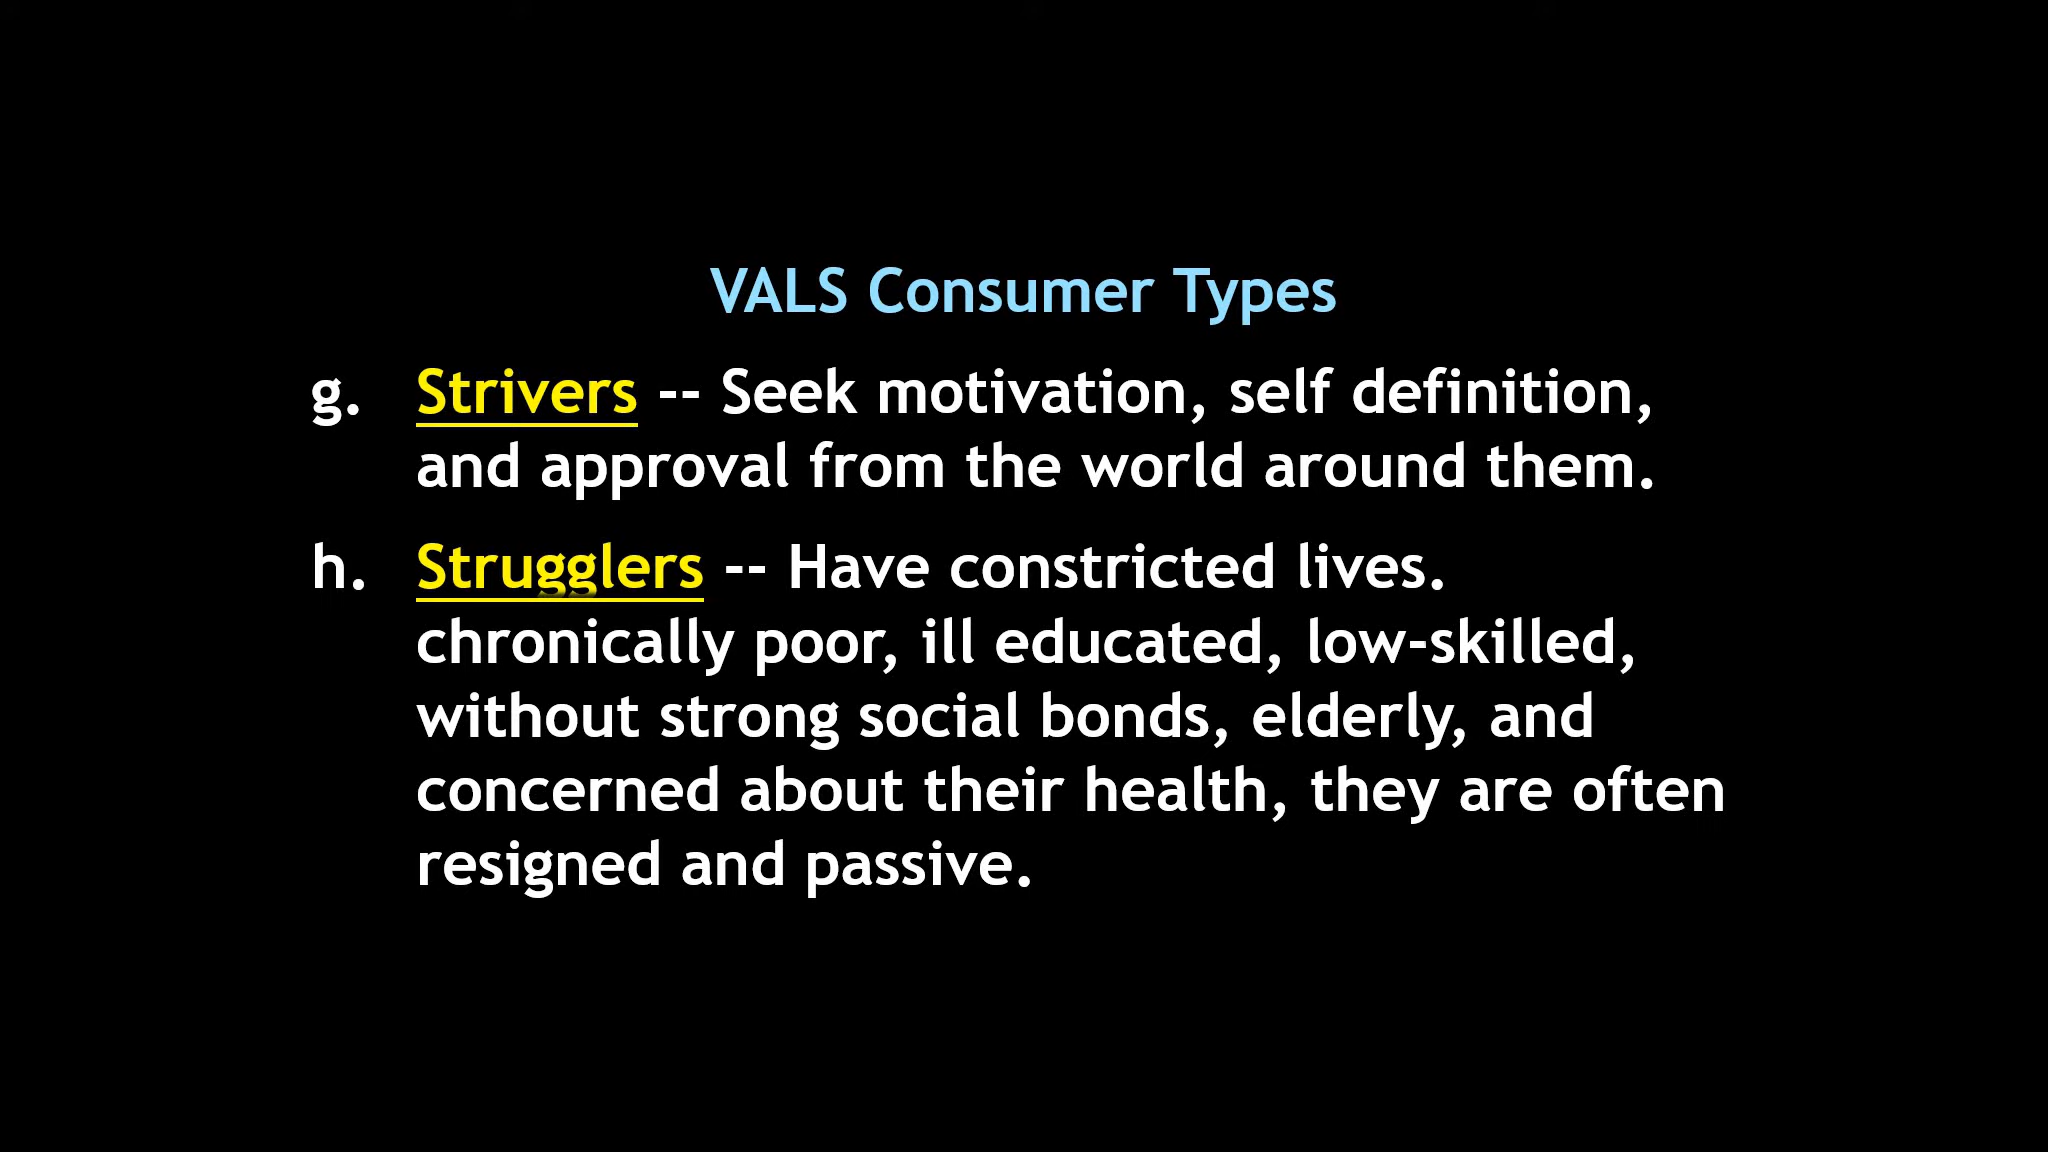 VALS Consumer Types
g. Strivers -- Seek motivation, self definition,
and approval from the world around them.
h. Strugglers -- Have constricted lives.
chronically poor, ill educated, low-skilled,
without strong social bonds, elderly, and
concerned about their health, they are often
resigned and passive.